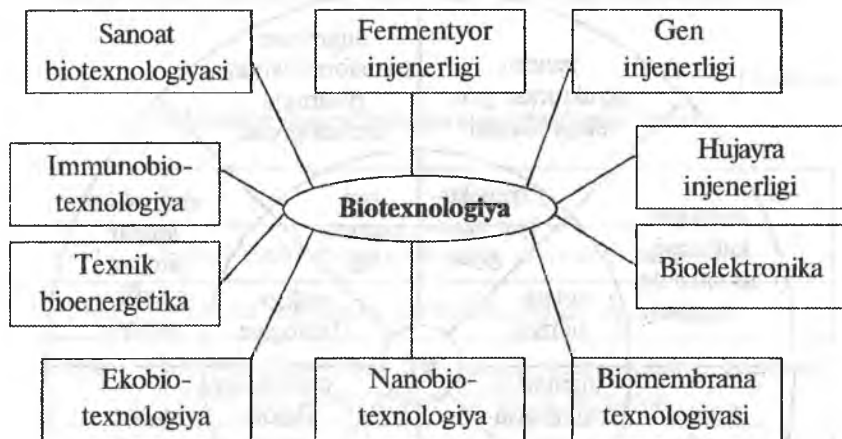 Sanoat
biotexnologiyasi
Fermentyor
injenerligi
Gen
injenerligi
Immunobio-
texnologiya
Hujayra
injenerligi
Biotexnologiya
Texnik
bioenergetika
Bioelektronika
Ekobio-
texnologiya
Nanobio-
texnologiya
Biomembrana
texnologiyasi